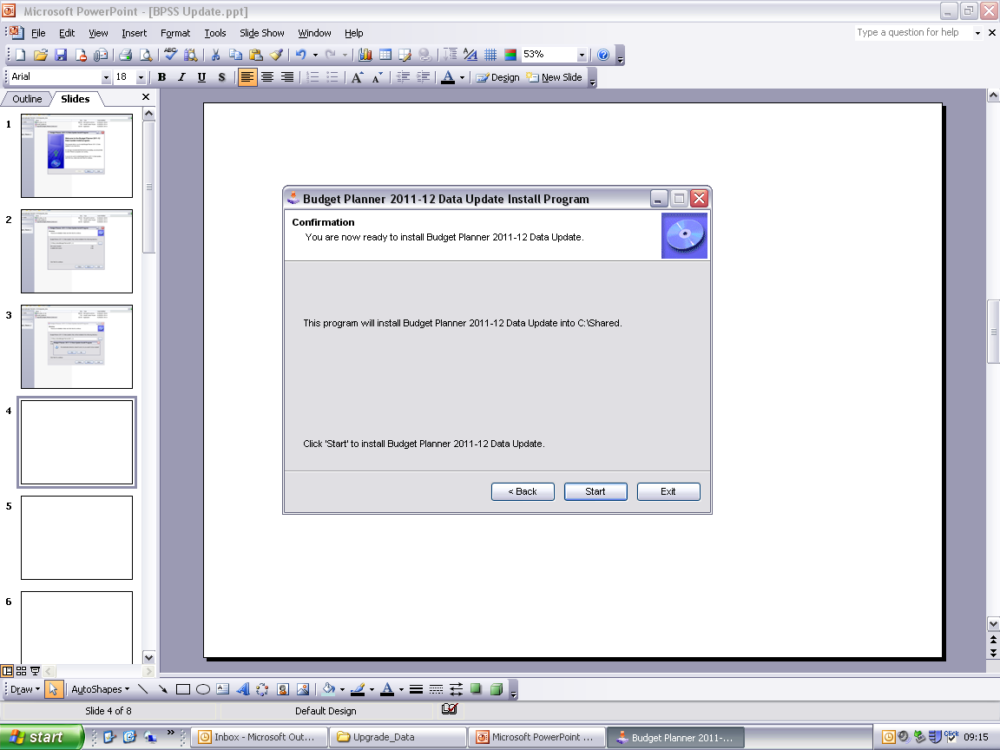 Microsoft PowerPoint - [BPSS Update.ppt]
File Edit View Insert Format Tools Slide Show Window Help
Type a question for help
53%
Arial 18 B I U S A A A Design New Slide
Outline Slides
1
2
3
4
5
6
Budget Planner 2011-12 Data Update Install Program
Confirmation
You are now ready to install Budget Planner 2011-12 Data Update.
This program will install Budget Planner 2011-12 Data Update into C:\Shared.
Click 'Start' to install Budget Planner 2011-12 Data Update.
< Back Start Exit
Draw AutoShapes
Slide 4 of 8 Default Design
start Inbox - Microsoft Out... Upgrade_Data Microsoft PowerPoint ... Budget Planner 2011-... 09:15